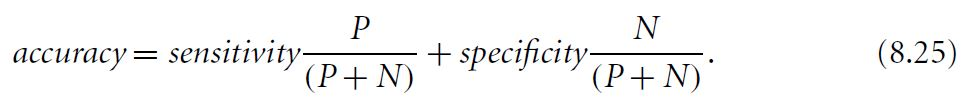 accuracy = sensitivity P/(P + N) + specificity N/(P + N). (8.25)